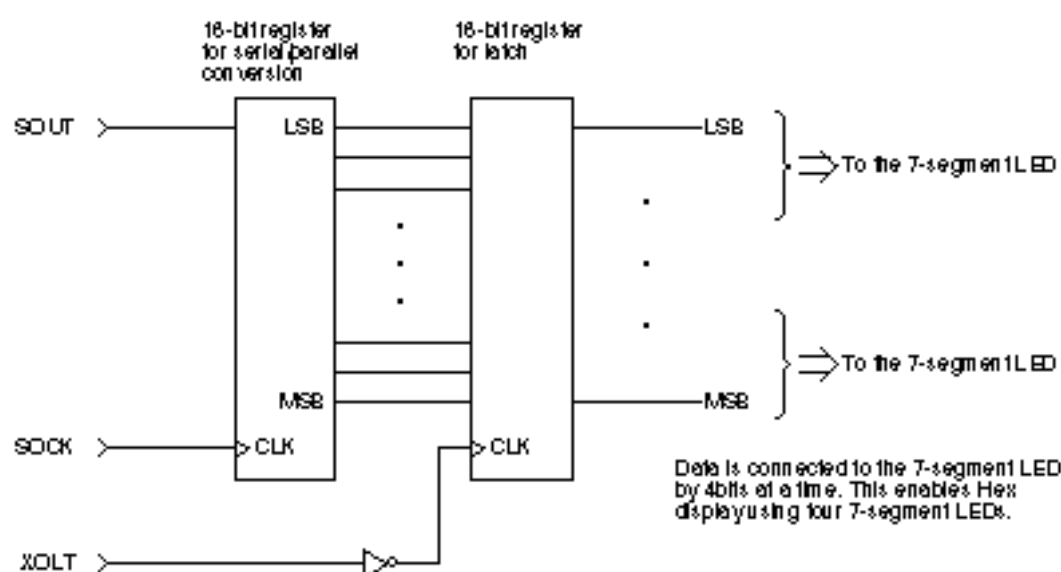 16-bit register
for serial/parallel
conversion
16-bit register
for latch
SOUT
LSB
LSB
To the 7-segment LED
To the 7-segment LED
MSB
MSB
SOCK
CLK
CLK
Data is connected to the 7-segment LED
by 4bits at a time. This enables Hex
display using four 7-segment LEDs.
XOLT